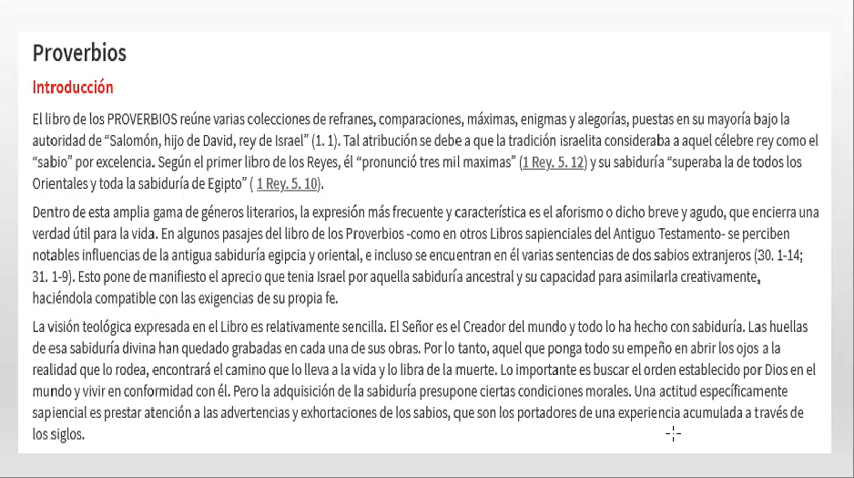 Proverbios
Introducción
El libro de los PROVERBIOS reúne varias colecciones de refranes, comparaciones, máximas, enigmas y alegorías, puestas en su mayoría bajo la
autoridad de “Salomón, hijo de David, rey de Israel” (1. 1). Tal atribución se debe a que la tradición israelita consideraba a aquel célebre rey como el
“sabio” por excelencia. Según el primer libro de los Reyes, él “pronunció tres mil maximas” (1 Rey. 5. 12) y su sabiduría “superaba la de todos los
Orientales y toda la sabiduría de Egipto” ( 1 Rey. 5. 10).
Dentro de esta amplia gama de géneros literarios, la expresión más frecuente y característica es el aforismo o dicho breve y agudo, que encierra una
verdad útil para la vida. En algunos pasajes del libro de los Proverbios -como en otros Libros sapienciales del Antiguo Testamento- se perciben
notables influencias de la antigua sabiduría egipcia y oriental, e incluso se encuentran en él varias sentencias de dos sabios extranjeros (30. 1-14;
31. 1-9). Esto pone de manifiesto el aprecio que tenia Israel por aquella sabiduría ancestral y su capacidad para asimilarla creativamente,
haciéndola compatible con las exigencias de su propia fe.
La visión teológica expresada en el Libro es relativamente sencilla. El Señor es el Creador del mundo y todo lo ha hecho con sabiduría. Las huellas
de esa sabiduría divina han quedado grabadas en cada una de sus obras. Por lo tanto, aquel que ponga todo su empeño en abrir los ojos a la
realidad que lo rodea, encontrará el camino que lo lleva a la vida y lo libra de la muerte. Lo importante es buscar el orden establecido por Dios en el
mundo y vivir en conformidad con él. Pero la adquisición de la sabiduría presupone ciertas condiciones morales. Una actitud específicamente
sapiencial es prestar atención a las advertencias y exhortaciones de los sabios, que son los portadores de una experiencia acumulada a través de
los siglos.